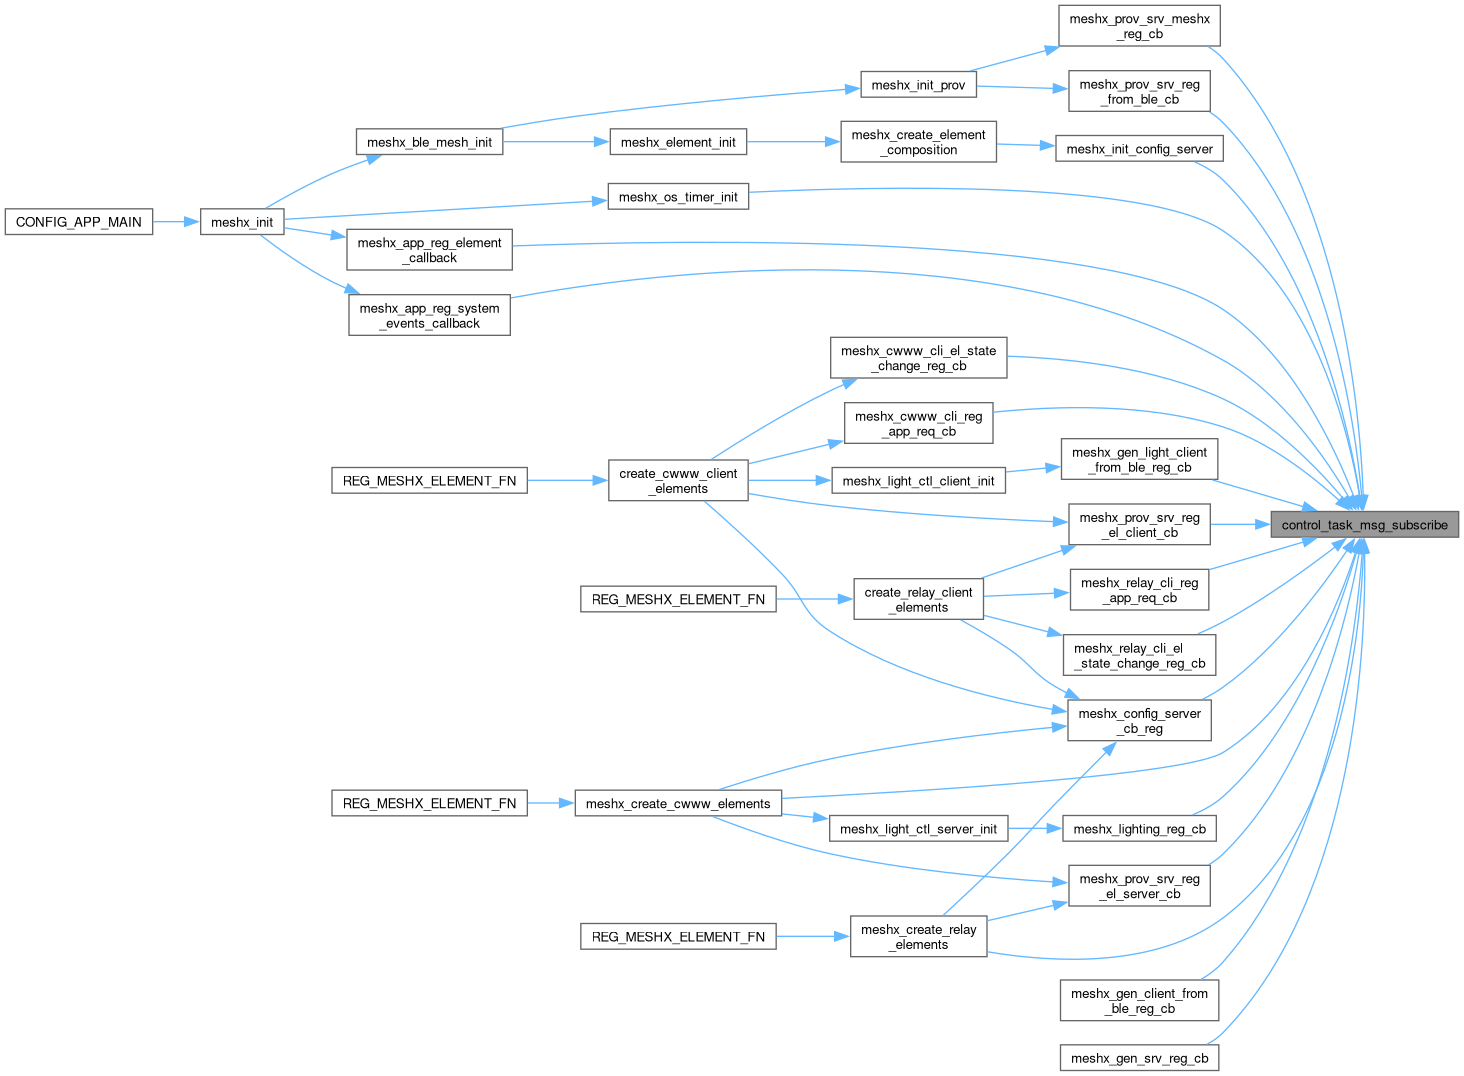 meshx_prov_srv_meshx
_reg_cb
meshx_init_prov
meshx_prov_srv_reg
_from_ble_cb
meshx_ble_mesh_init
meshx_element_init
meshx_create_element
_composition
meshx_init_config_server
meshx_os_timer_init
CONFIG_APP_MAIN
meshx_init
meshx_app_reg_element
_callback
meshx_app_reg_system
_events_callback
meshx_cwww_cli_el_state
_change_reg_cb
meshx_cwww_cli_reg
_app_req_cb
meshx_gen_light_client
_from_ble_reg_cb
REG_MESHX_ELEMENT_FN
create_cwww_client
_elements
meshx_light_ctl_client_init
meshx_prov_srv_reg
_el_client_cb
control_task_msg_subscribe
REG_MESHX_ELEMENT_FN
create_relay_client
_elements
meshx_relay_cli_reg
_app_req_cb
meshx_relay_cli_el
_state_change_reg_cb
meshx_config_server
_cb_reg
REG_MESHX_ELEMENT_FN
meshx_create_cwww_elements
meshx_light_ctl_server_init
meshx_lighting_reg_cb
meshx_prov_srv_reg
_el_server_cb
REG_MESHX_ELEMENT_FN
meshx_create_relay
_elements
meshx_gen_client_from
_ble_reg_cb
meshx_gen_srv_reg_cb